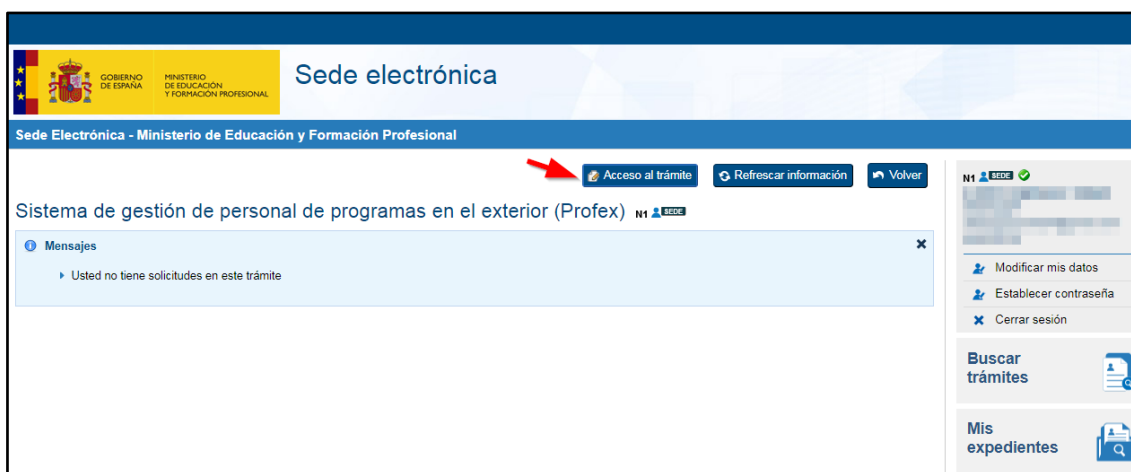 GOBIERNO
DE ESPAÑA
MINISTERIO
DE EDUCACIÓN
Y FORMACIÓN PROFESIONAL
Sede electrónica
Sede Electrónica - Ministerio de Educación y Formación Profesional
Acceso al trámite
Refrescar información
Volver
Sistema de gestión de personal de programas en el exterior (Profex) N1 SEDE
Mensajes
Usted no tiene solicitudes en este trámite
N1 SEDE
Modificar mis datos
Establecer contraseña
Cerrar sesión
Buscar
trámites
Mis
expedientes